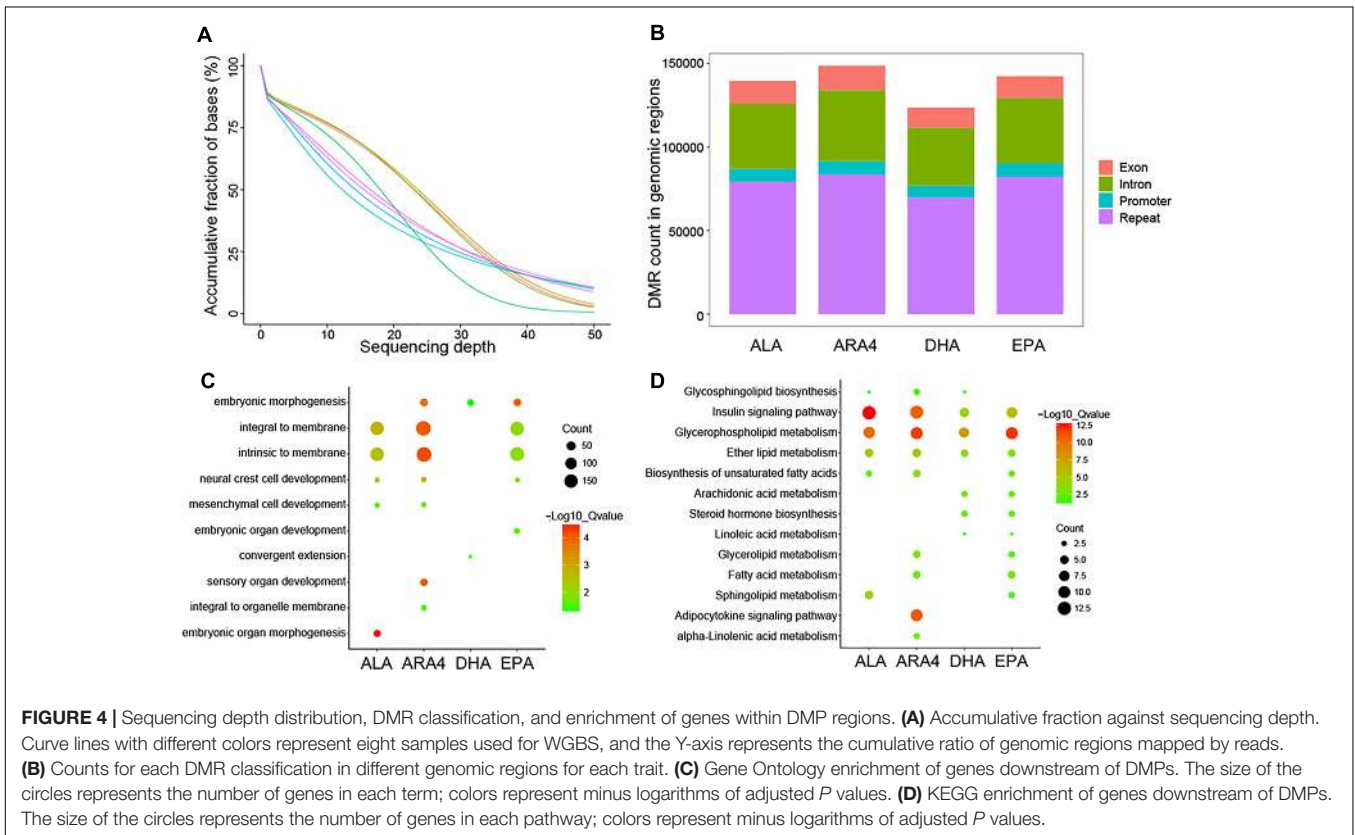 A
Accumulative fraction of bases (%)
100
75
50
25
0
0 10 20 30 40 50
Sequencing depth
B
DMR count in genomic regions
150000
100000
50000
0
ALA ARA4 DHA EPA
Exon
Intron
Promoter
Repeat
C
embryonic morphogenesis
integral to membrane
intrinsic to membrane
neural crest cell development
mesenchymal cell development
embryonic organ development
convergent extension
sensory organ development
integral to organelle membrane
embryonic organ morphogenesis
ALA ARA4 DHA EPA
Count
50
100
150
-Log10_Qvalue
4
3
2
D
Glycosphingolipid biosynthesis
Insulin signaling pathway
Glycerophospholipid metabolism
Ether lipid metabolism
Biosynthesis of unsaturated fatty acids
Arachidonic acid metabolism
Steroid hormone biosynthesis
Linoleic acid metabolism
Glycerolipid metabolism
Fatty acid metabolism
Sphingolipid metabolism
Adipocytokine signaling pathway
alpha-Linolenic acid metabolism
ALA ARA4 DHA EPA
-Log10_Qvalue
12.5
10.0
7.5
5.0
2.5
Count
2.5
5.0
7.5
10.0
12.5
FIGURE 4 | Sequencing depth distribution, DMR classification, and enrichment of genes within DMP regions. (A) Accumulative fraction against sequencing depth.
Curve lines with different colors represent eight samples used for WGBS, and the Y-axis represents the cumulative ratio of genomic regions mapped by reads.
(B) Counts for each DMR classification in different genomic regions for each trait. (C) Gene Ontology enrichment of genes downstream of DMPs. The size of the
circles represents the number of genes in each term; colors represent minus logarithms of adjusted P values. (D) KEGG enrichment of genes downstream of DMPs.
The size of the circles represents the number of genes in each pathway; colors represent minus logarithms of adjusted P values.